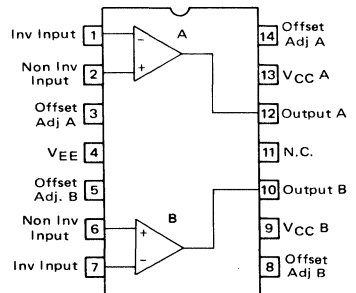 Inv Input
1
Non Inv
Input
2
Offset
Adj A
3
VEE
4
Offset
Adj. B
5
Non Inv
Input
6
Inv Input
7
A
−
+
B
+
−
14
Offset
Adj A
13
VCC A
12
Output A
11
N.C.
10
Output B
9
VCC B
8
Offset
Adj B